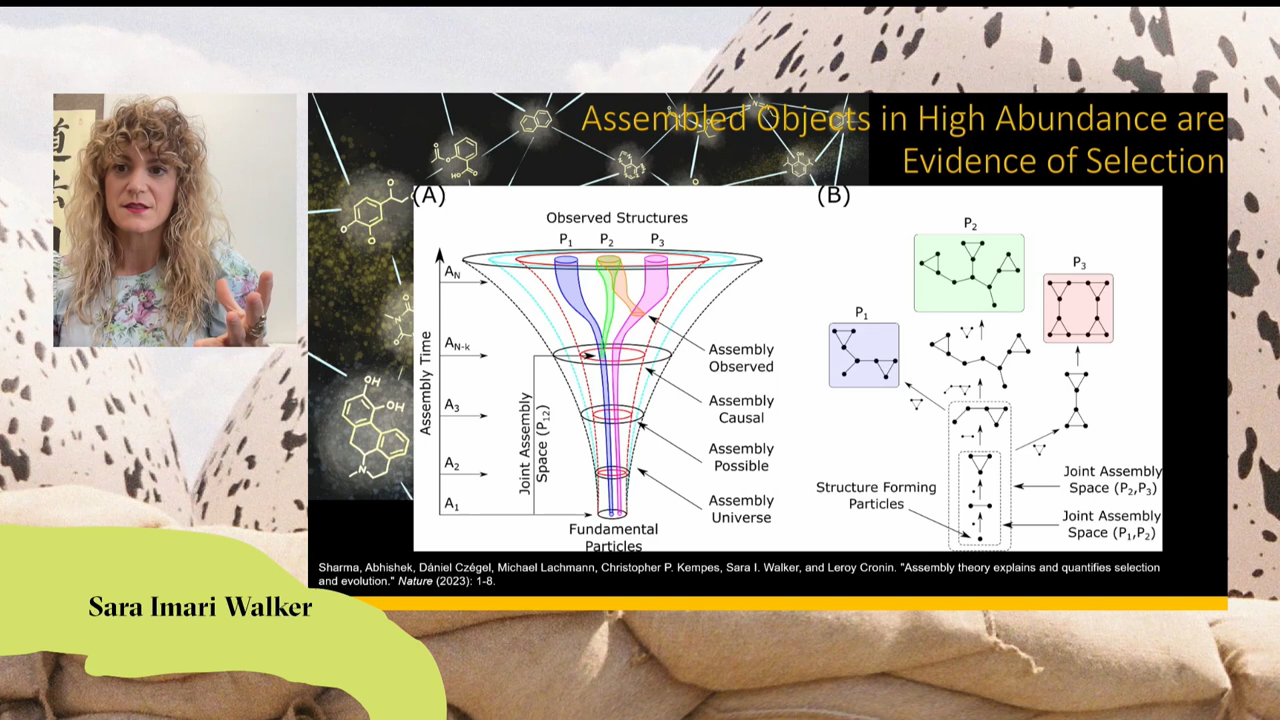 道
Assembled Objects in High Abundance are
Evidence of Selection
(A)
Observed Structures
P1 P2 P3
AN
AN-k
A3
A2
A1
Assembly Time
Joint Assembly
Space (P12)
Assembly
Observed
Assembly
Causal
Assembly
Possible
Assembly
Universe
Fundamental
Particles
(B)
P2
P3
P1
Structure Forming
Particles
Joint Assembly
Space (P2,P3)
Joint Assembly
Space (P1,P2)
HO
O
O
OH
OH
N
Sharma, Abhishek, Dániel Czégel, Michael Lachmann, Christopher P. Kempes, Sara I. Walker, and Leroy Cronin. "Assembly theory explains and quantifies selection
and evolution." Nature (2023): 1-8.
Sara Imari Walker